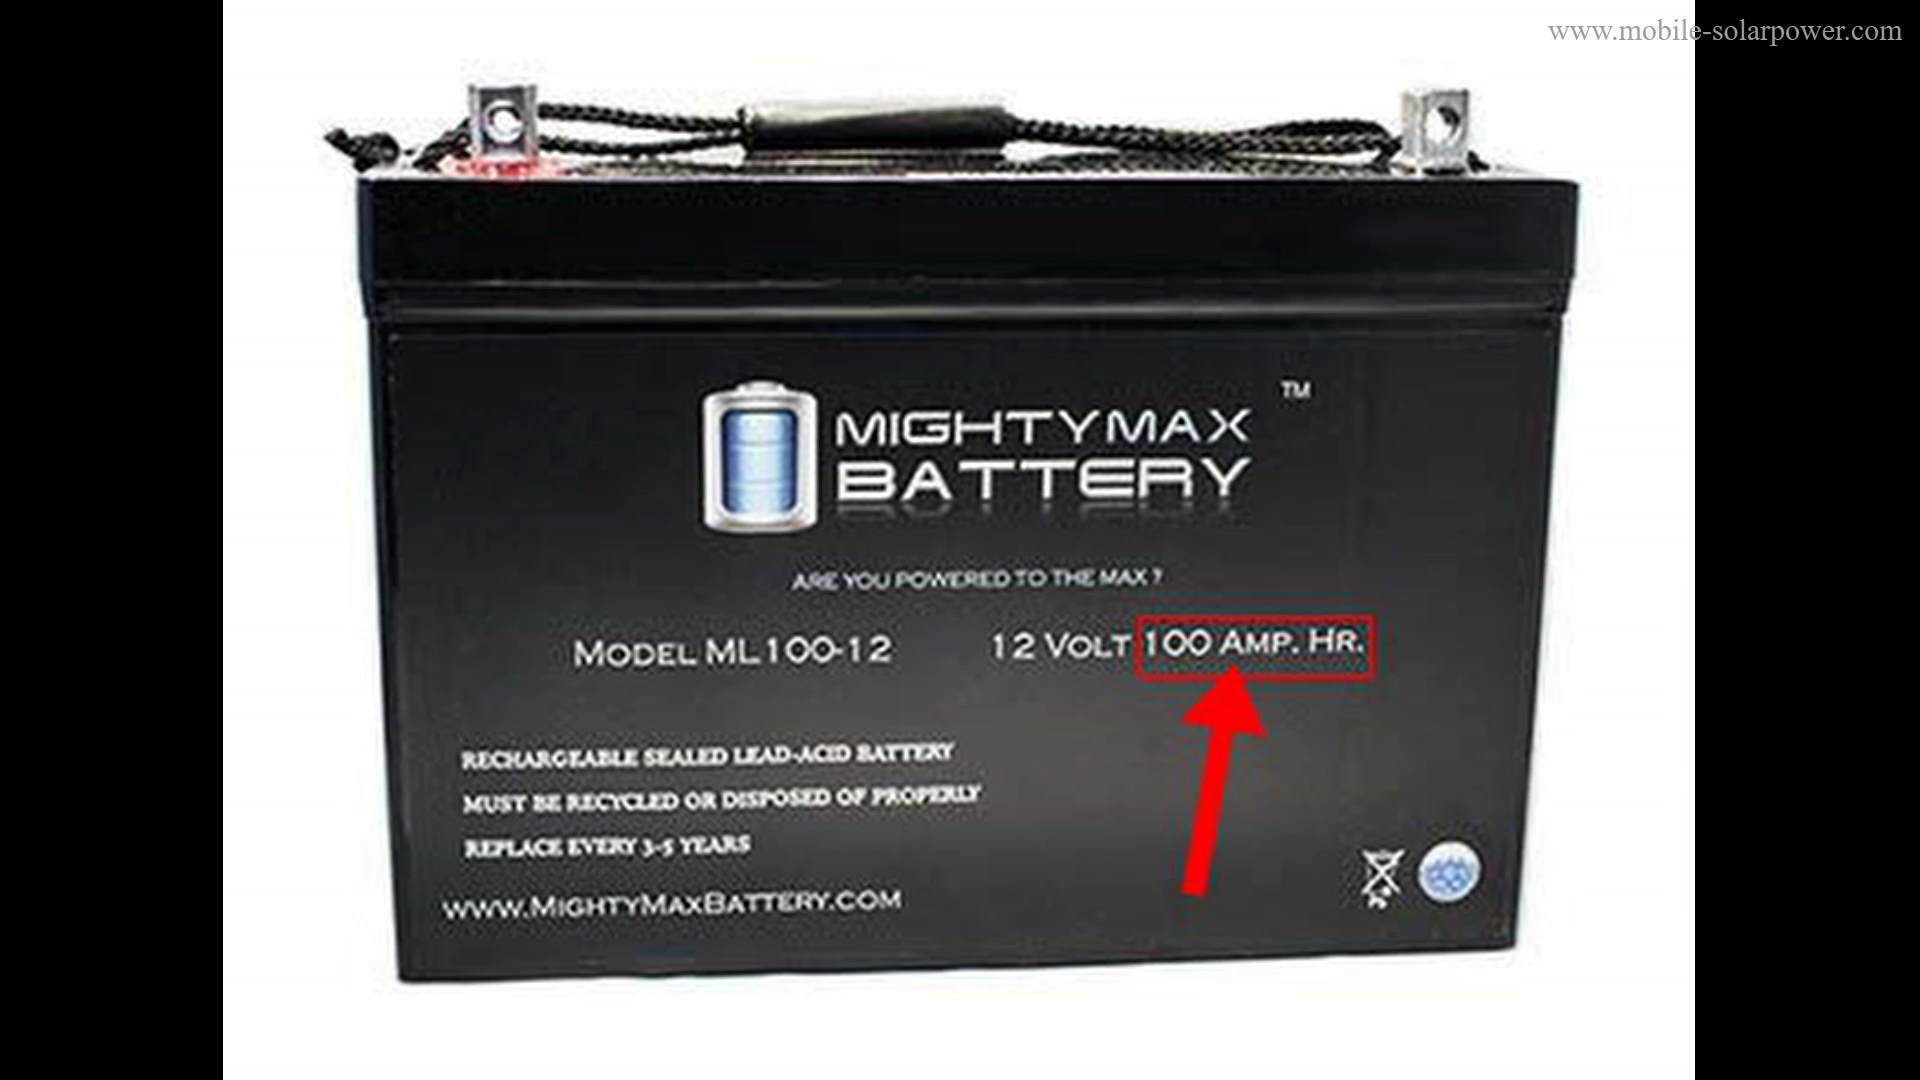 www.mobile-solarpower.com
MIGHTYMAX
BATTERY
TM
ARE YOU POWERED TO THE MAX ?
MODEL ML100-12
12 VOLT 100 AMP. HR.
RECHARGEABLE SEALED LEAD-ACID BATTERY
MUST BE RECYCLED OR DISPOSED OF PROPERLY
REPLACE EVERY 3-5 YEARS
WWW.MIGHTYMAXBATTERY.COM